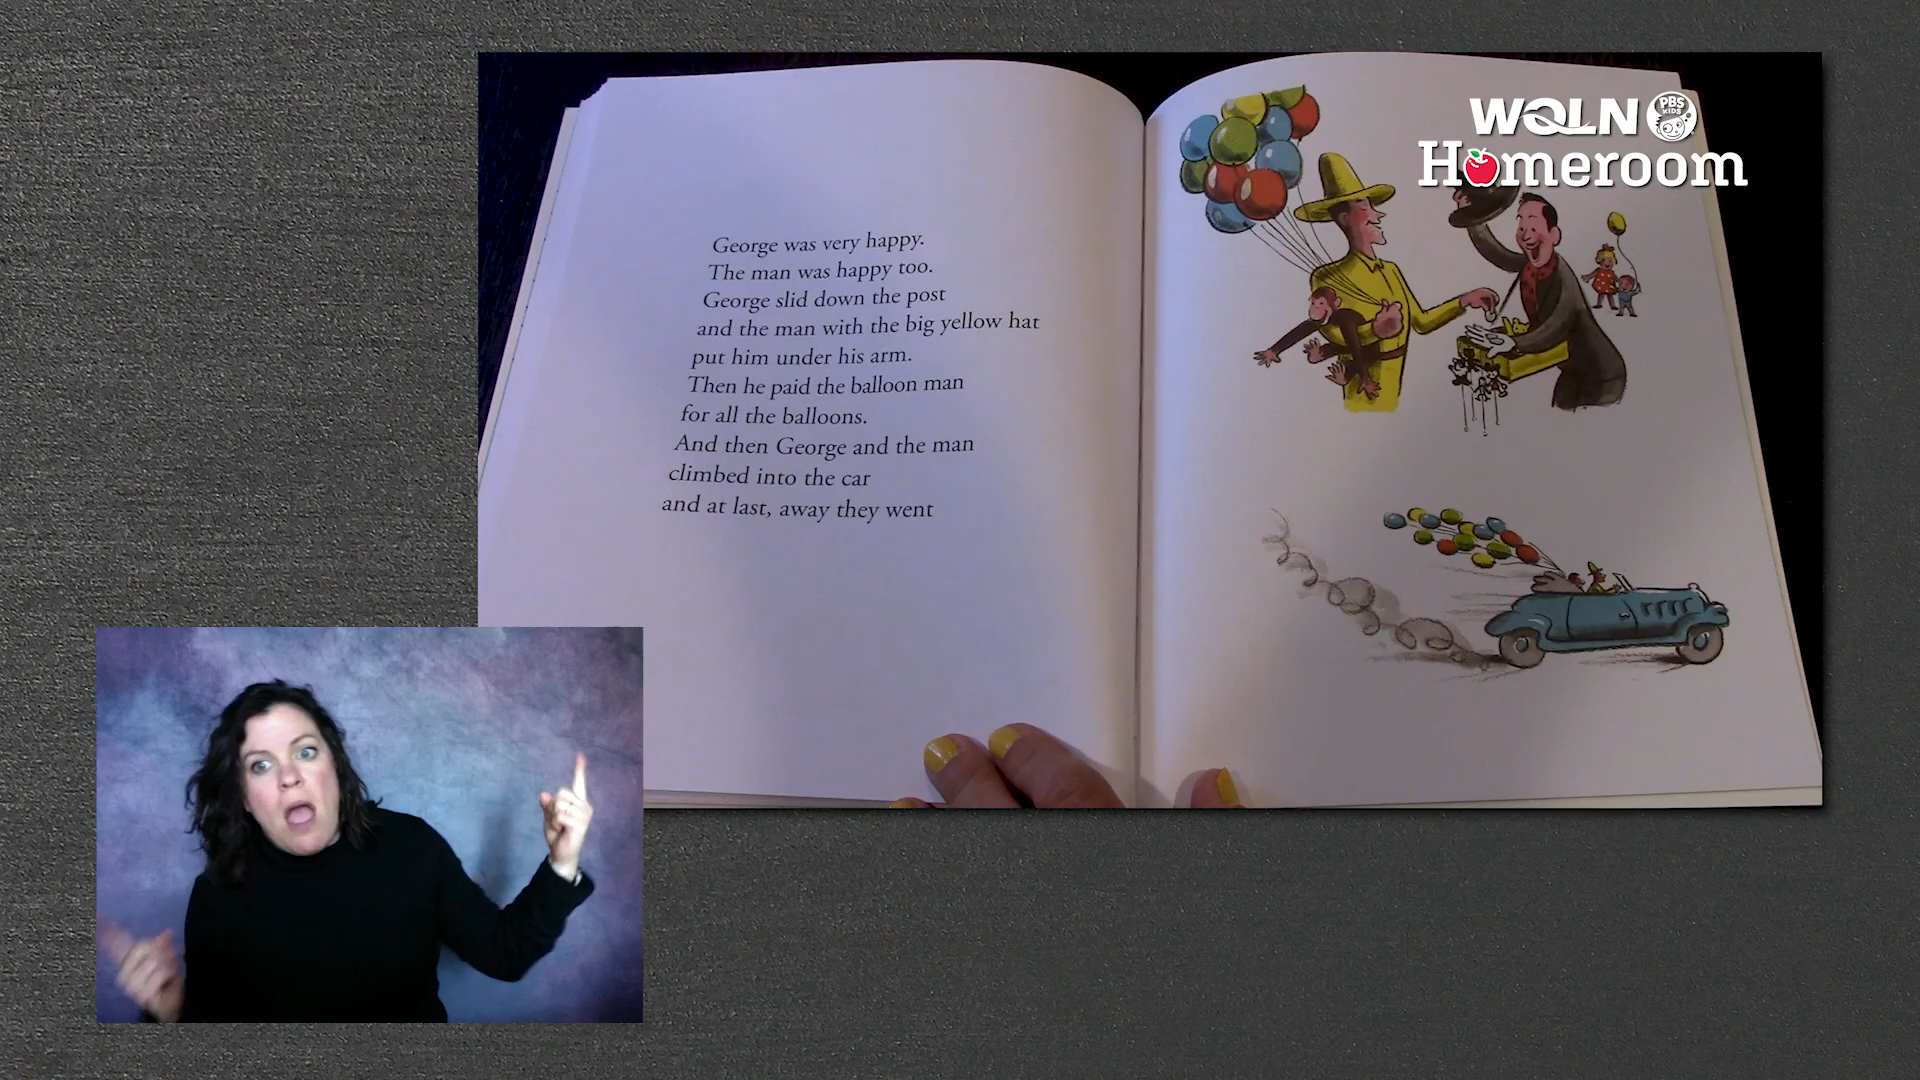 George was very happy.
The man was happy too.
George slid down the post
and the man with the big yellow hat
put him under his arm.
Then he paid the balloon man
for all the balloons.
And then George and the man
climbed into the car
and at last, away they went
WQLN PBS KIDS
Homeroom